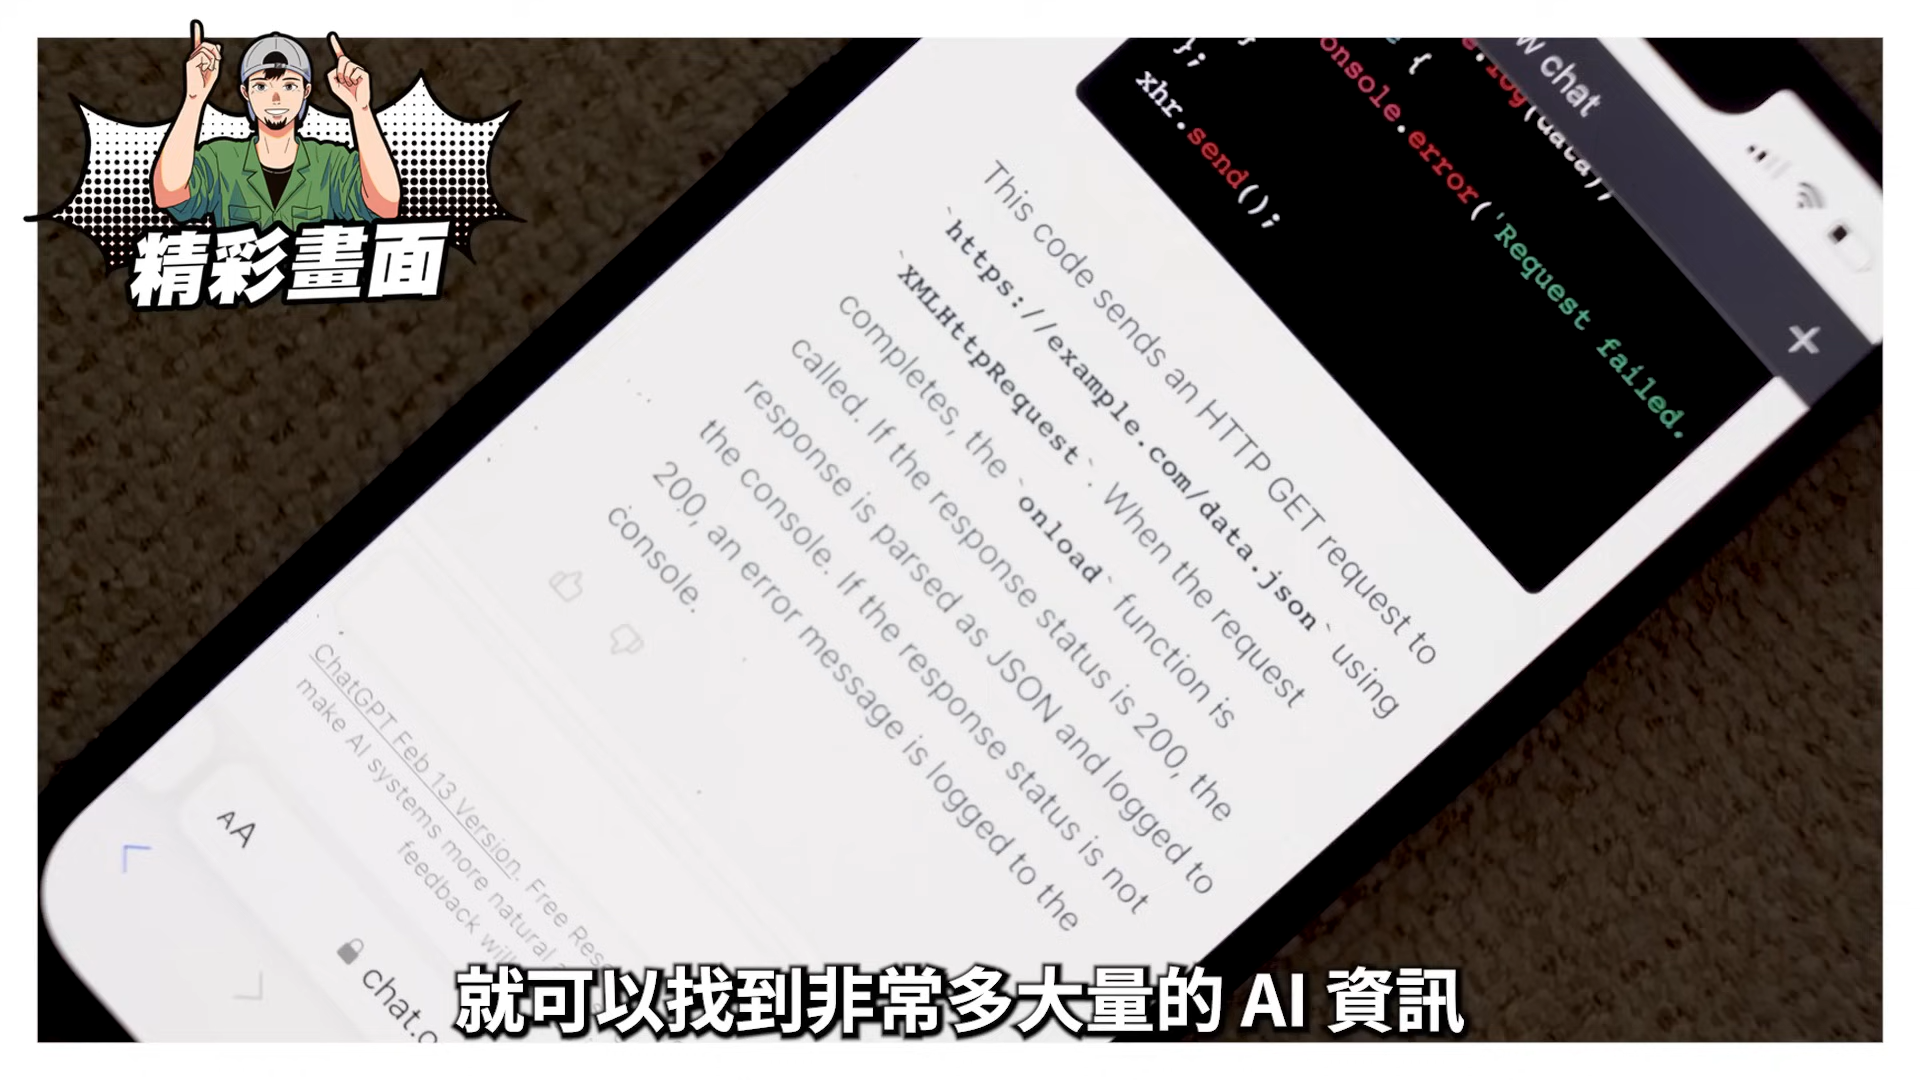 精彩畫面
w chat
+
e {
e.log(data);
onsole.error('Request failed.
};
xhr.send();
This code sends an HTTP GET request to
`https://example.com/data.json` using
`XMLHttpRequest`. When the request
completes, the `onload` function is
called. If the response status is 200, the
response is parsed as JSON and logged to
the console. If the response status is not
200, an error message is logged to the
console.
ChatGPT Feb 13 Version. Free Rese
make AI systems more natural a
feedback will
AA
chat.o
就可以找到非常多大量的 AI 資訊